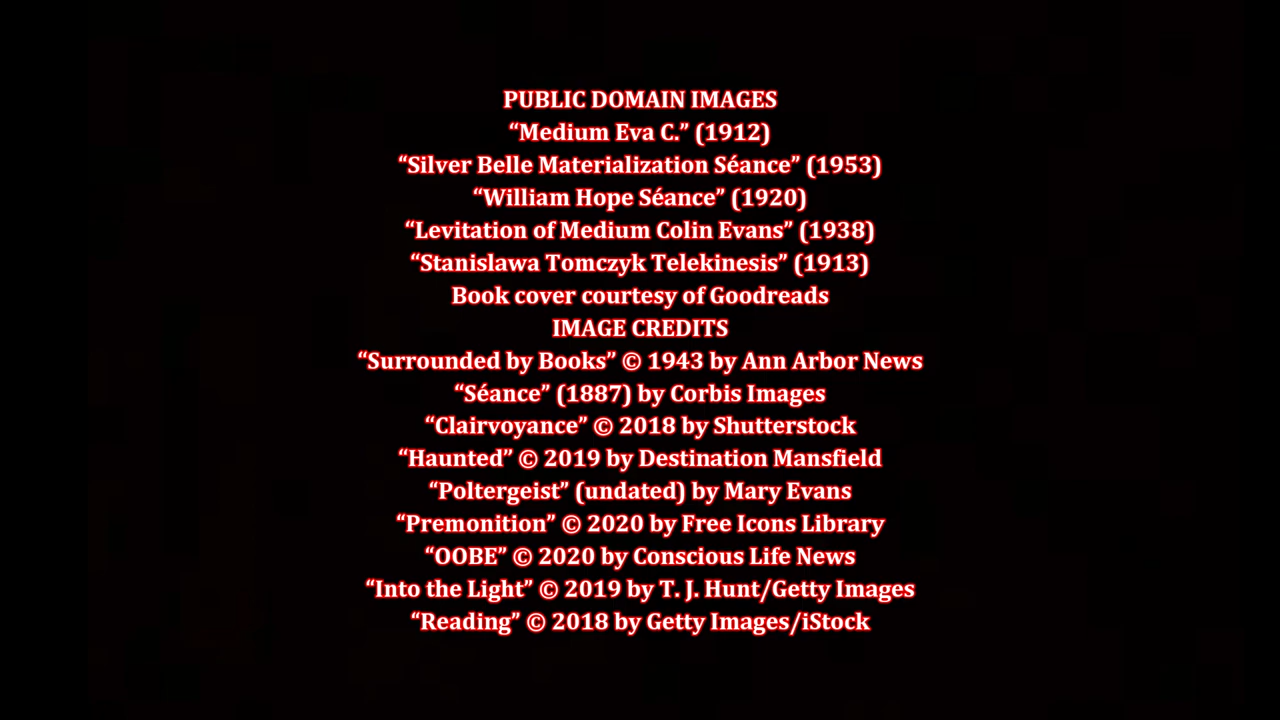 PUBLIC DOMAIN IMAGES
“Medium Eva C.” (1912)
“Silver Belle Materialization Séance” (1953)
“William Hope Séance” (1920)
“Levitation of Medium Colin Evans” (1938)
“Stanislawa Tomczyk Telekinesis” (1913)
Book cover courtesy of Goodreads
IMAGE CREDITS
“Surrounded by Books” © 1943 by Ann Arbor News
“Séance” (1887) by Corbis Images
“Clairvoyance” © 2018 by Shutterstock
“Haunted” © 2019 by Destination Mansfield
“Poltergeist” (undated) by Mary Evans
“Premonition” © 2020 by Free Icons Library
“OOBE” © 2020 by Conscious Life News
“Into the Light” © 2019 by T. J. Hunt/Getty Images
“Reading” © 2018 by Getty Images/iStock